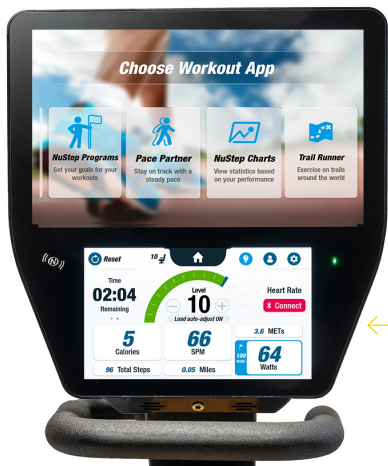 Choose Workout App
NuStep Programs
Set your goals for your
workouts
Pace Partner
Stay on track with a
steady pace
NuStep Charts
View statistics based
on your performance
Trail Runner
Exercise on trails
around the world
N
Reset
10
Time
02:04
Remaining
Level
10
Load auto-adjust ON
Heart Rate
Connect
5
Calories
66
SPM
3.6 METs
100
Watts
64
Watts
96 Total Steps
0.05 Miles